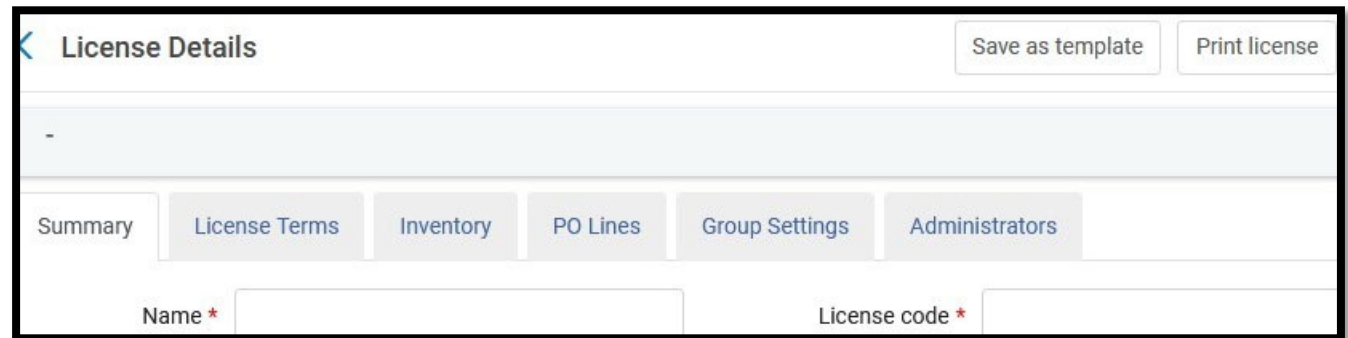 License Details Save as template Print license
-
Summary License Terms Inventory PO Lines Group Settings Administrators
Name * License code *